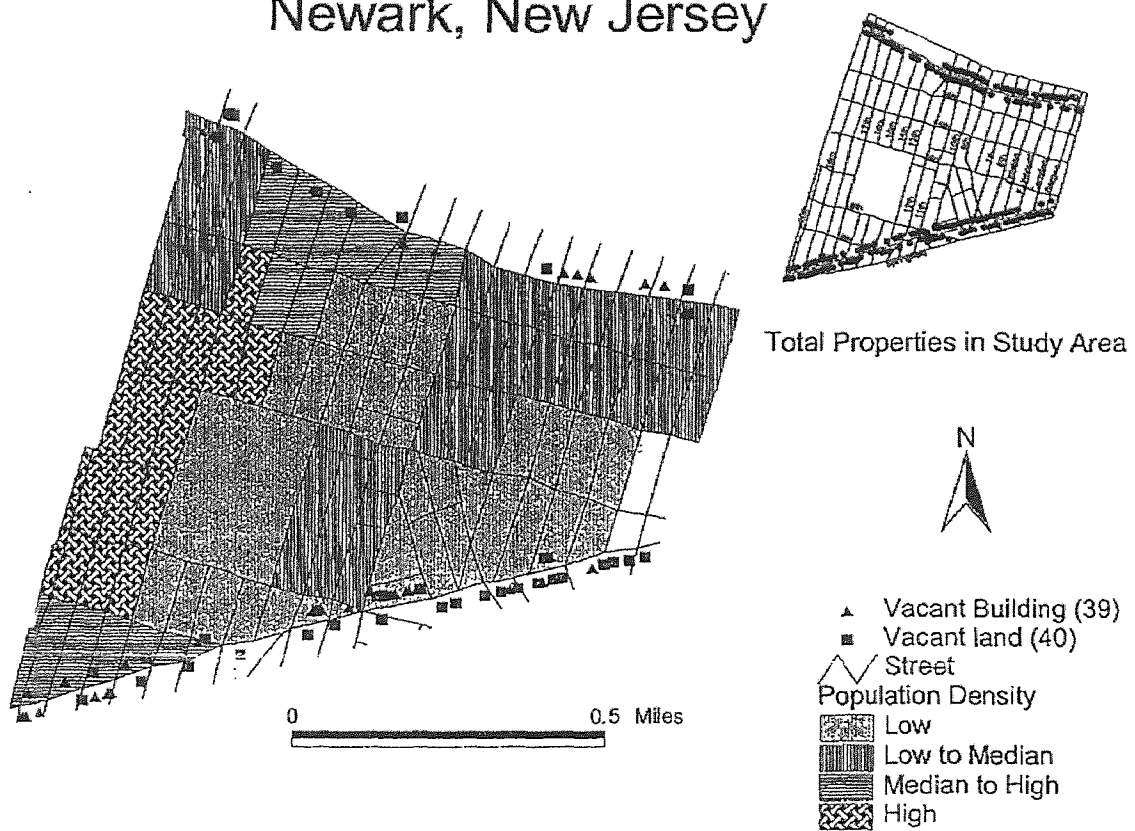 Newark, New Jersey
Total Properties in Study Area
N
Vacant Building (39)
Vacant land (40)
Street
Population Density
Low
Low to Median
Median to High
High
0 0.5 Miles